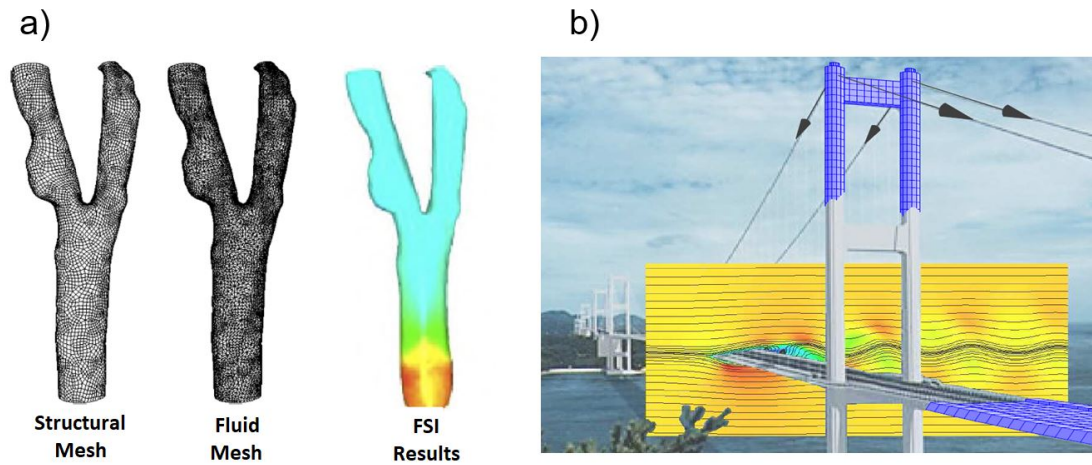 a)
b)
Structural
Mesh
Fluid
Mesh
FSI
Results